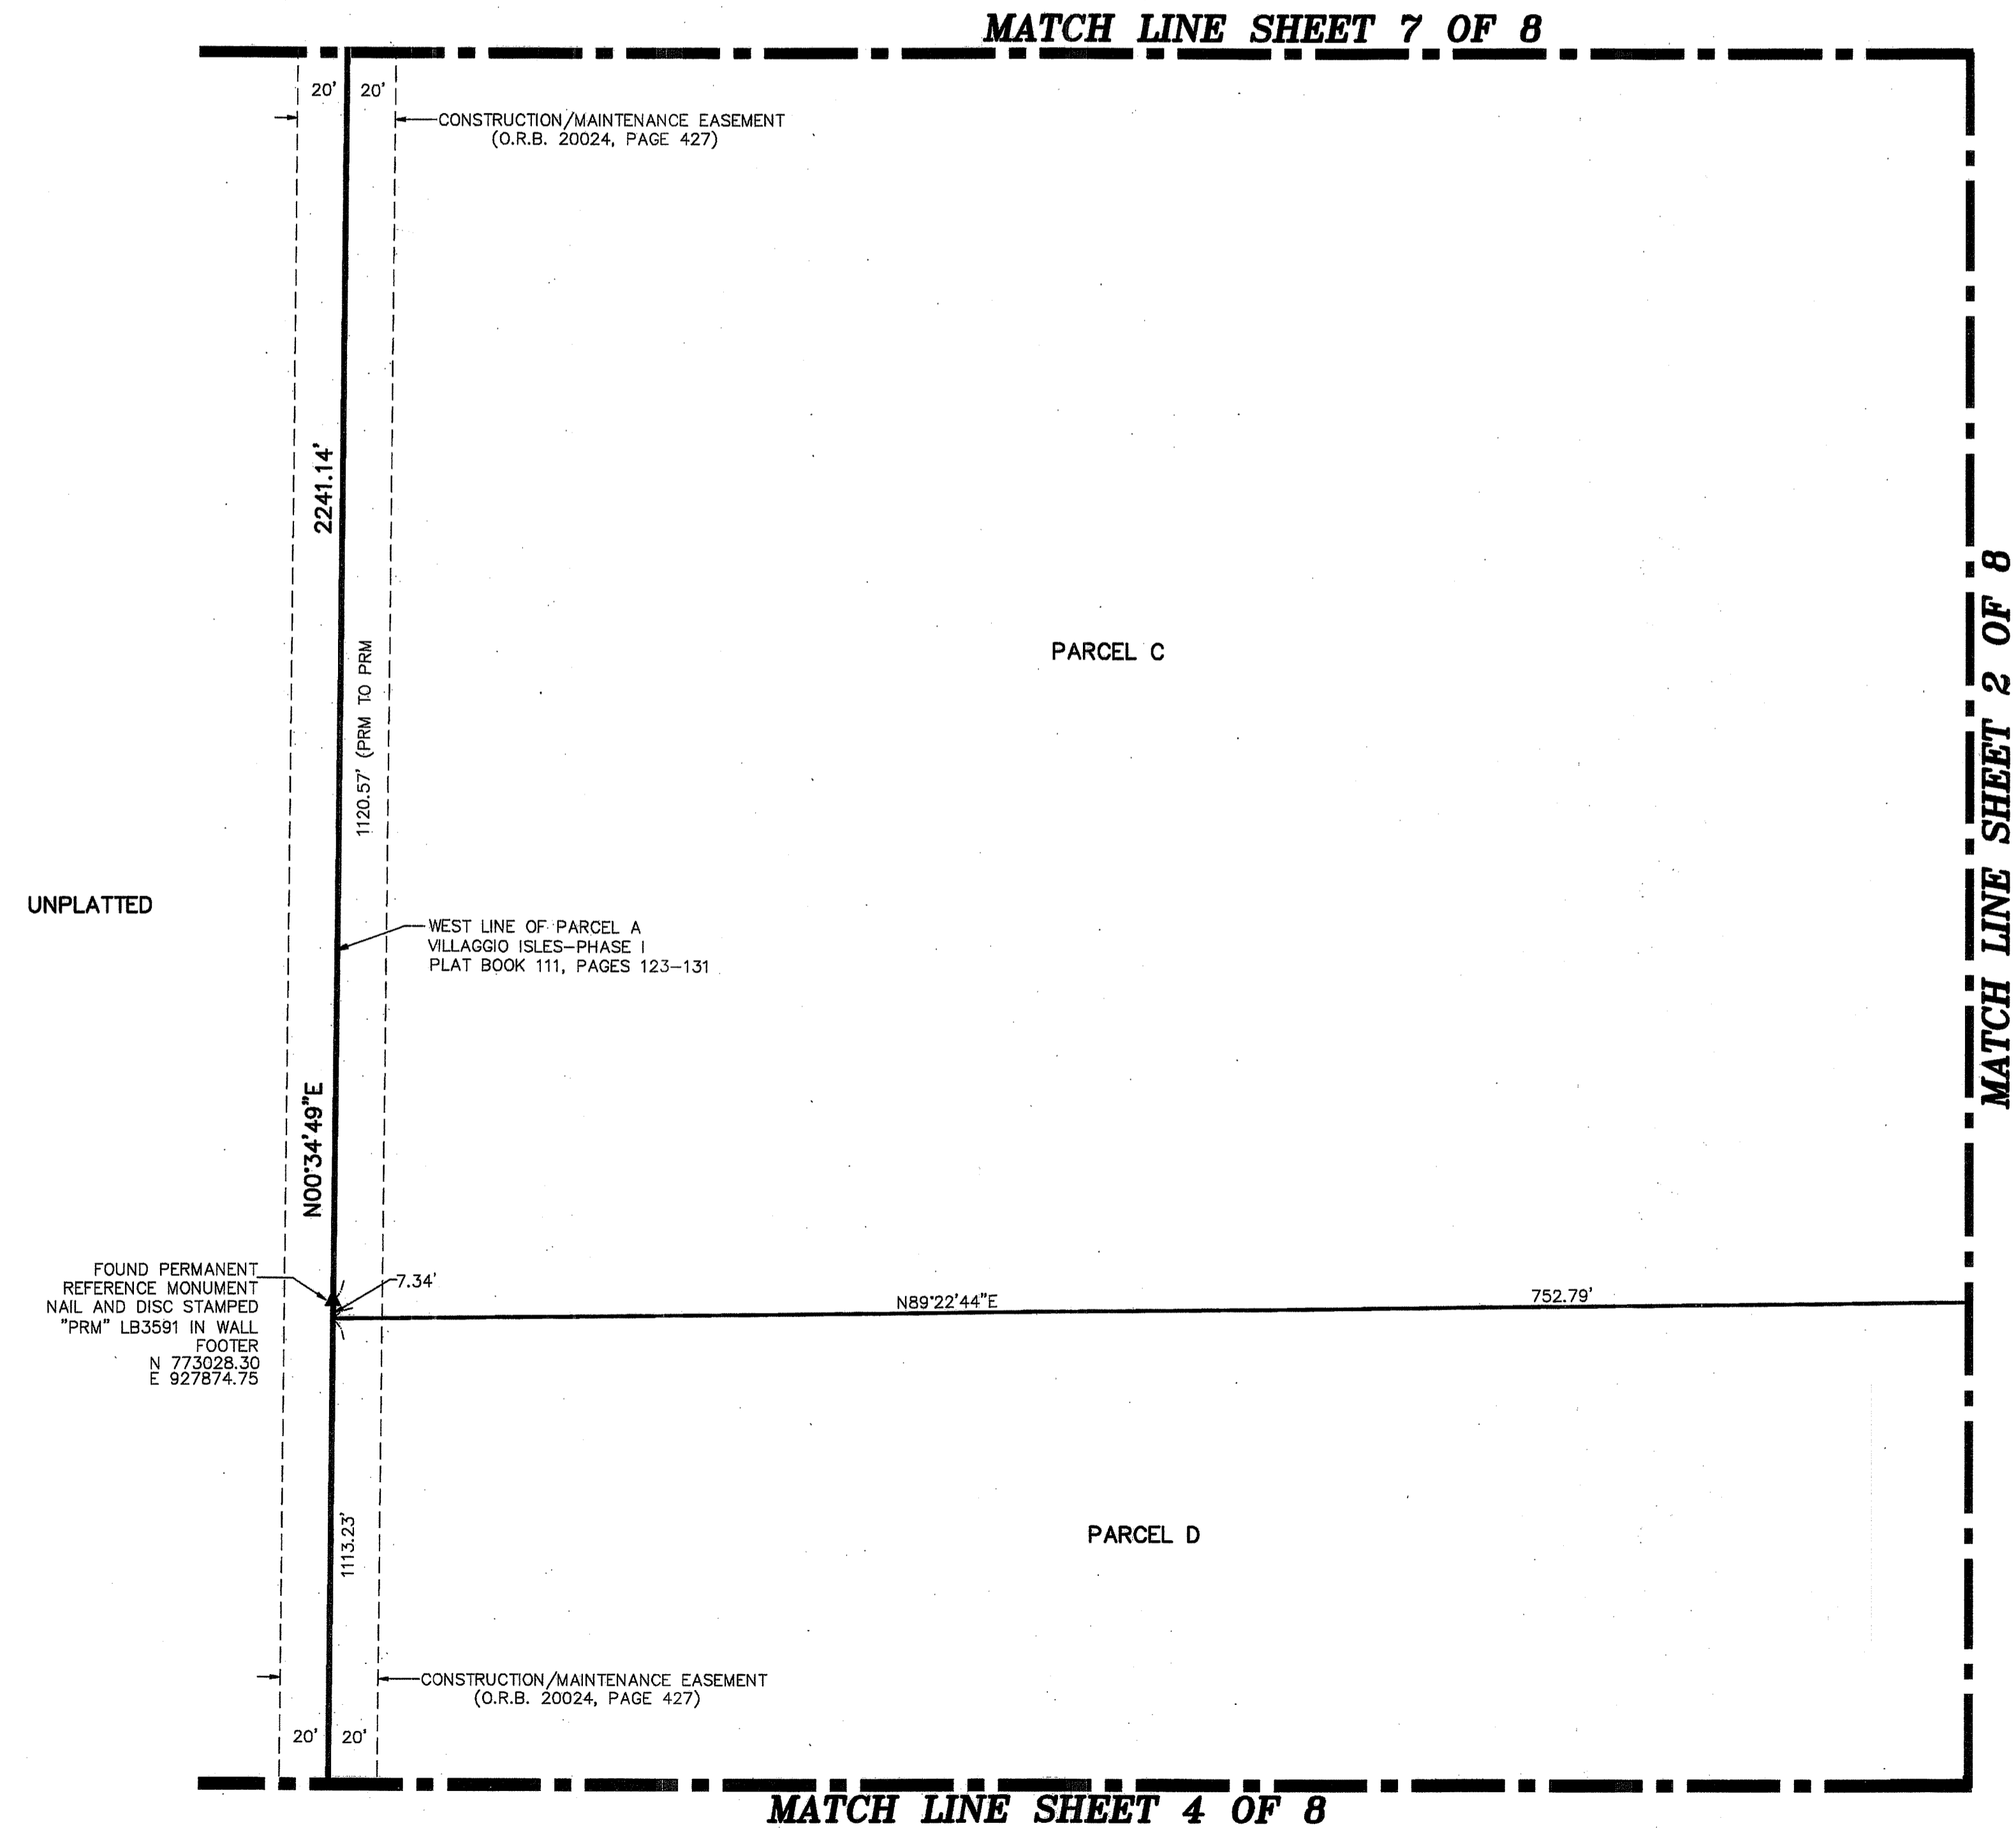 MATCH LINE SHEET 7 OF 8
20' 20'
CONSTRUCTION/MAINTENANCE EASEMENT
(O.R.B. 20024, PAGE 427)
2241.14'
1120.57' (PRM TO PRM
PARCEL C
MATCH LINE SHEET 2 OF 8
UNPLATTED
WEST LINE OF PARCEL A
VILLAGGIO ISLES-PHASE I
PLAT BOOK 111, PAGES 123-131
N00°34'49"E
FOUND PERMANENT
REFERENCE MONUMENT
NAIL AND DISC STAMPED
"PRM" LB3591 IN WALL
FOOTER
N 773028.30
E 927874.75
7.34'
N89°22'44"E
752.79'
1113.23'
PARCEL D
CONSTRUCTION/MAINTENANCE EASEMENT
(O.R.B. 20024, PAGE 427)
20' 20'
MATCH LINE SHEET 4 OF 8